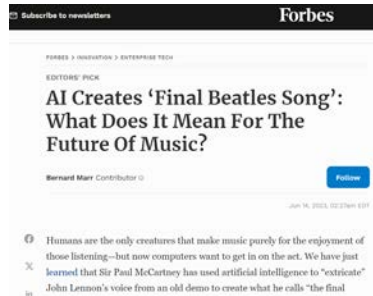 Subscribe to newsletters
Forbes
FORBES > INNOVATION > ENTERPRISE TECH
EDITORS' PICK
AI Creates ‘Final Beatles Song’:
What Does It Mean For The
Future Of Music?
Bernard Marr Contributor
Follow
Jun 16, 2023, 02:27am EDT
Humans are the only creatures that make music purely for the enjoyment of
those listening—but now computers want to get in on the act. We have just
learned that Sir Paul McCartney has used artificial intelligence to “extricate”
John Lennon’s voice from an old demo to create what he calls “the final